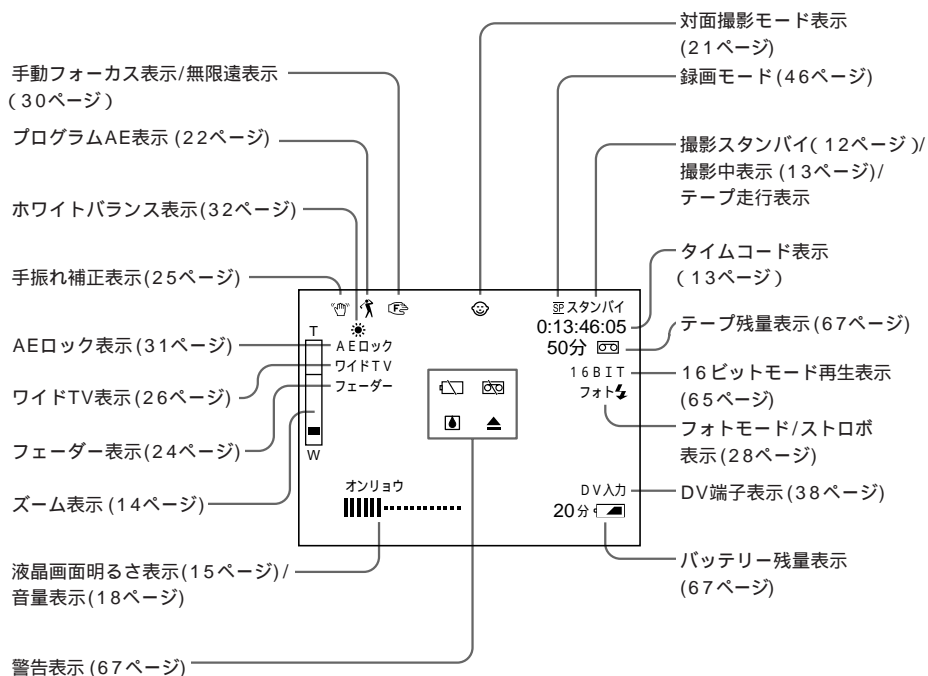 対面撮影モード表示
(21ページ)
録画モード(46ページ)
撮影スタンバイ(12ページ)/
撮影中表示(13ページ)/
テープ走行表示
タイムコード表示
(13ページ)
テープ残量表示(67ページ)
16ビットモード再生表示
(65ページ)
フォトモード/ストロボ
表示(28ページ)
DV端子表示(38ページ)
バッテリー残量表示
(67ページ)
手動フォーカス表示/無限遠表示
(30ページ)
プログラムAE表示(22ページ)
ホワイトバランス表示(32ページ)
手振れ補正表示(25ページ)
AEロック表示(31ページ)
ワイドTV表示(26ページ)
フェーダー表示(24ページ)
ズーム表示(14ページ)
液晶画面明るさ表示(15ページ)/
音量表示(18ページ)
警告表示(67ページ)
F
SPスタンバイ
0:13:46:05
50分
16BIT
フォト
T
AEロック
ワイドTV
フェーダー
W
オンリョウ
DV入力
20分